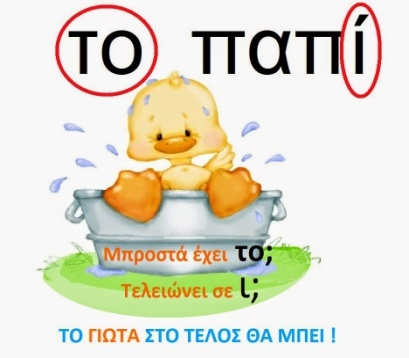 το παπί
Μπροστά έχει το;
Τελειώνει σε ι;
ΤΟ ΓΙΩΤΑ ΣΤΟ ΤΕΛΟΣ ΘΑ ΜΠΕΙ !